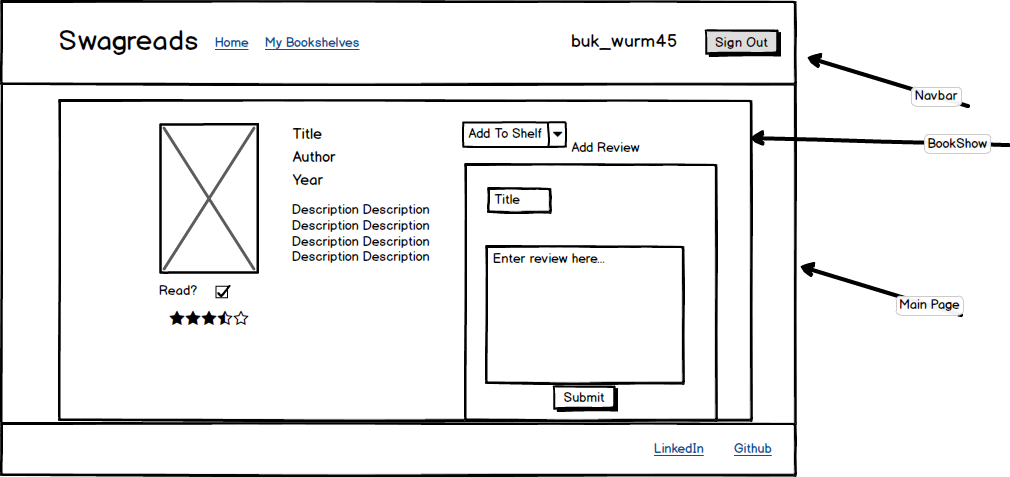 Swagreads Home My Bookshelves buk_wurm45 Sign Out
Navbar
Add To Shelf
BookShow
Add Review
Title
Author
Year
Description Description
Description Description
Description Description
Description Description
Read?
Title
Enter review here...
Submit
Main Page
LinkedIn Github